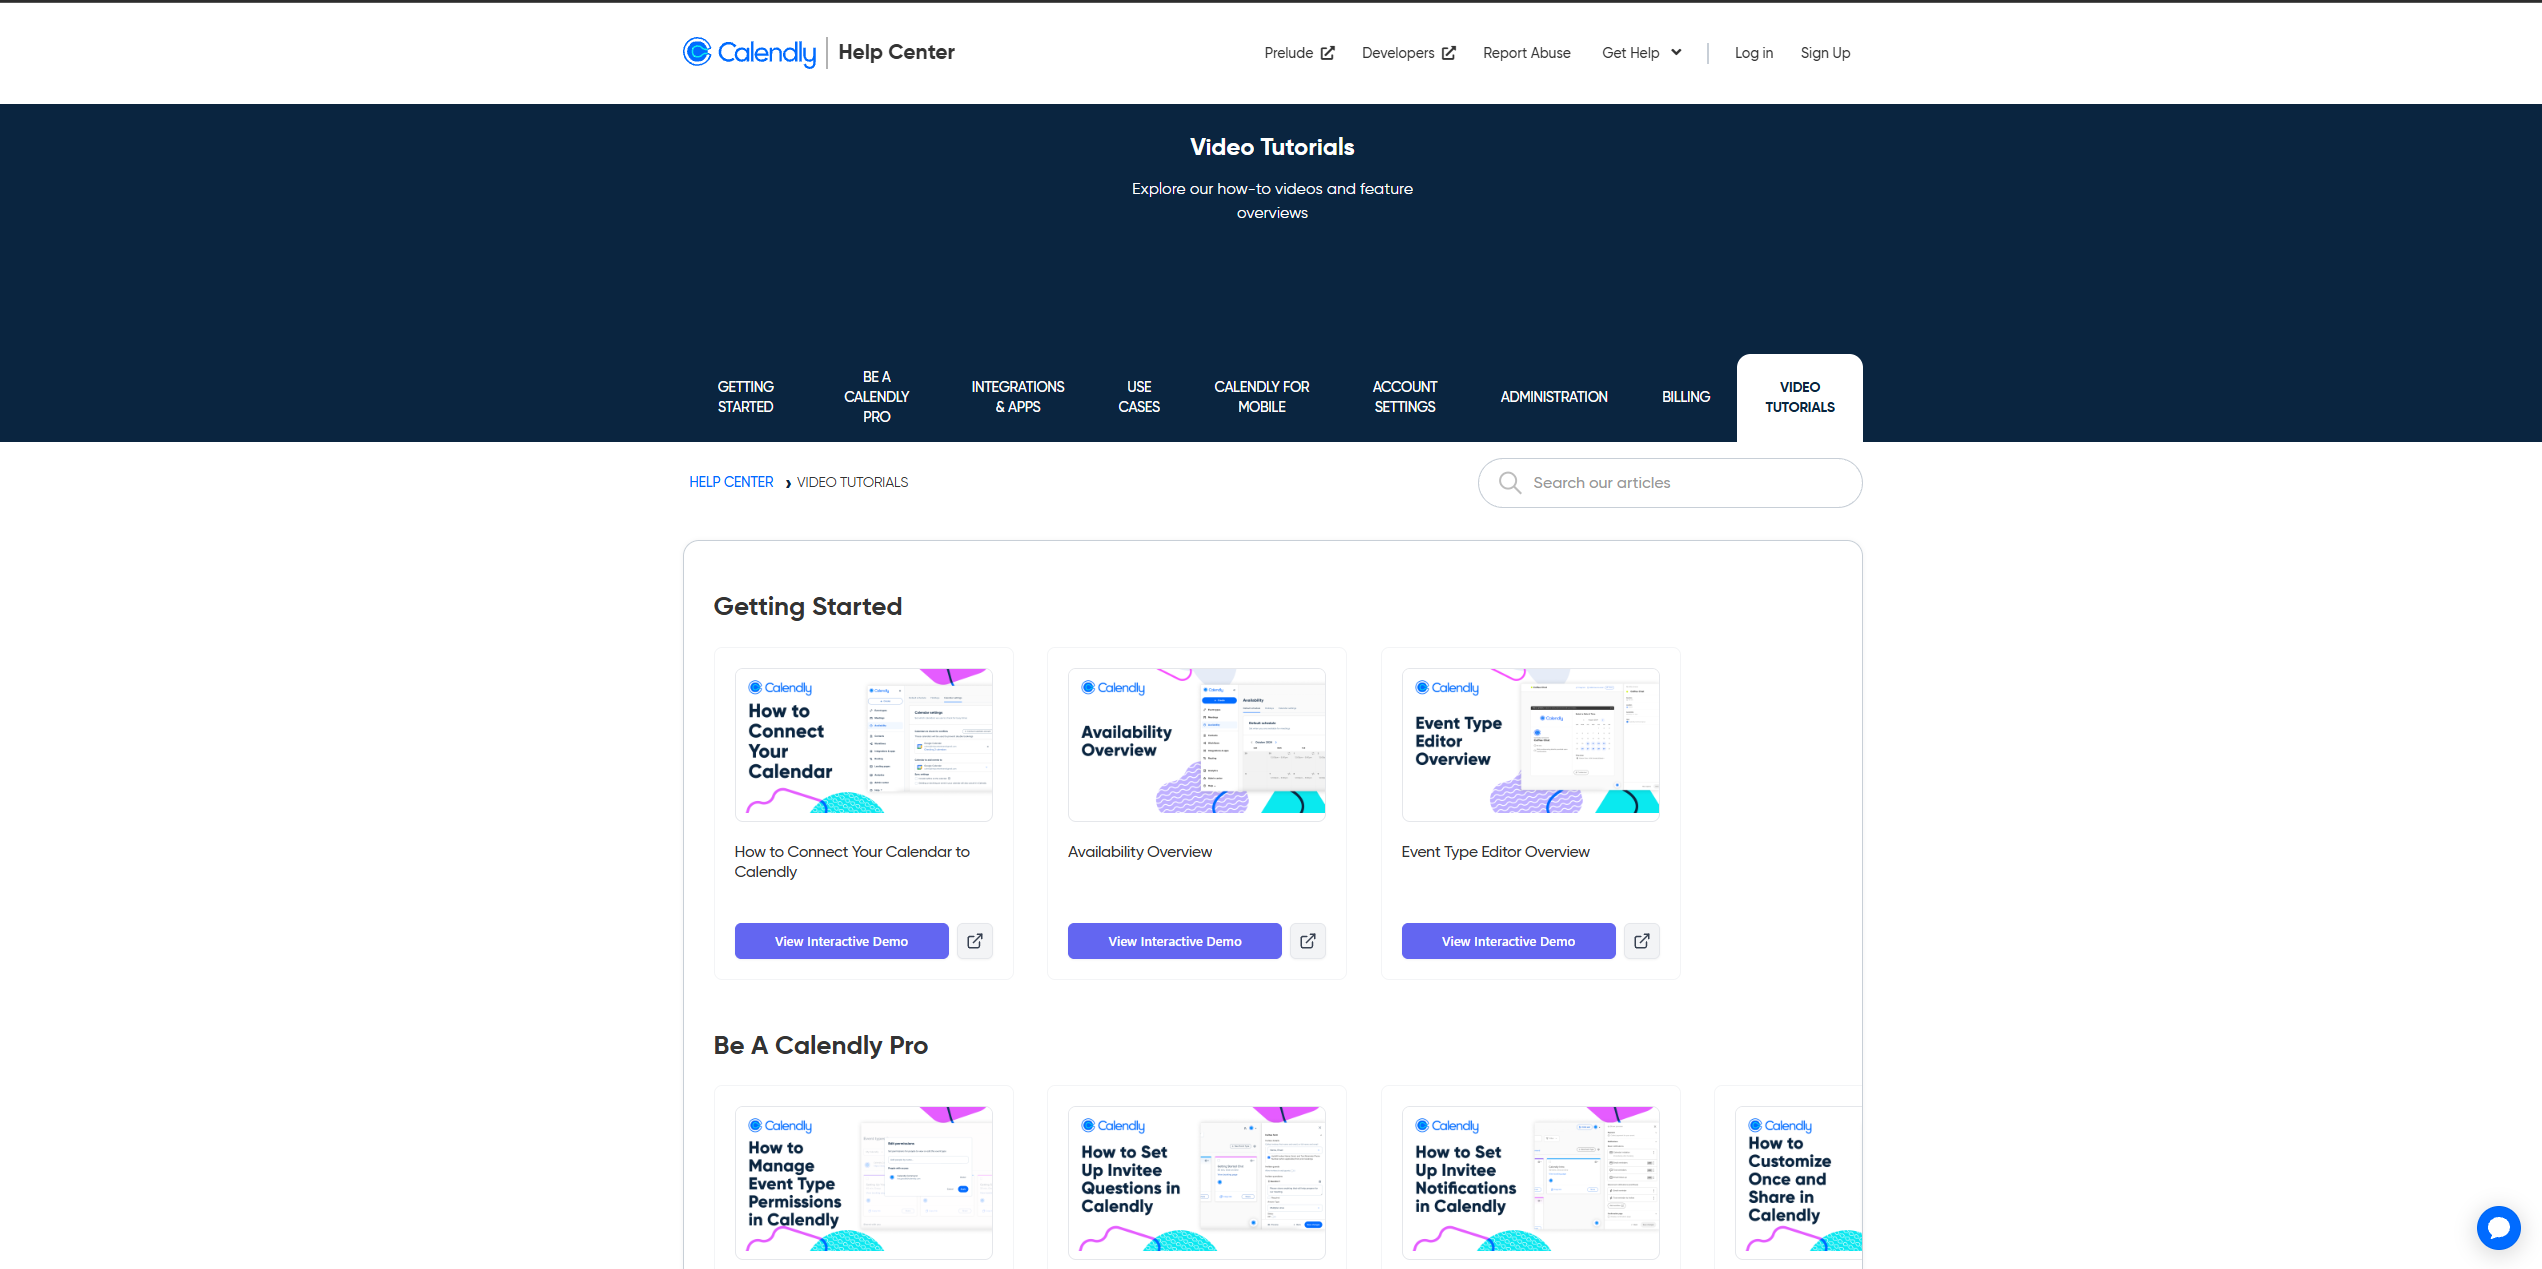 Calendly Help Center
Prelude Developers Report Abuse Get Help Log in Sign Up
Video Tutorials
Explore our how-to videos and feature
overviews
GETTING
STARTED
BE A
CALENDLY
PRO
INTEGRATIONS
& APPS
USE
CASES
CALENDLY FOR
MOBILE
ACCOUNT
SETTINGS
ADMINISTRATION
BILLING
VIDEO
TUTORIALS
HELP CENTER › VIDEO TUTORIALS
Search our articles
Getting Started
Calendly
How to
Connect
Your
Calendar
Calendly
Availability
Overview
Availability
Calendly
Event Type
Editor
Overview
How to Connect Your Calendar to
Calendly
Availability Overview
Event Type Editor Overview
View Interactive Demo
View Interactive Demo
View Interactive Demo
Be A Calendly Pro
Calendly
How to
Manage
Event Type
Permissions
in Calendly
Calendly
How to Set
Up Invitee
Questions in
Calendly
Calendly
How to Set
Up Invitee
Notifications
in Calendly
Calendly
How to
Customize
Once and
Share in
Calendly